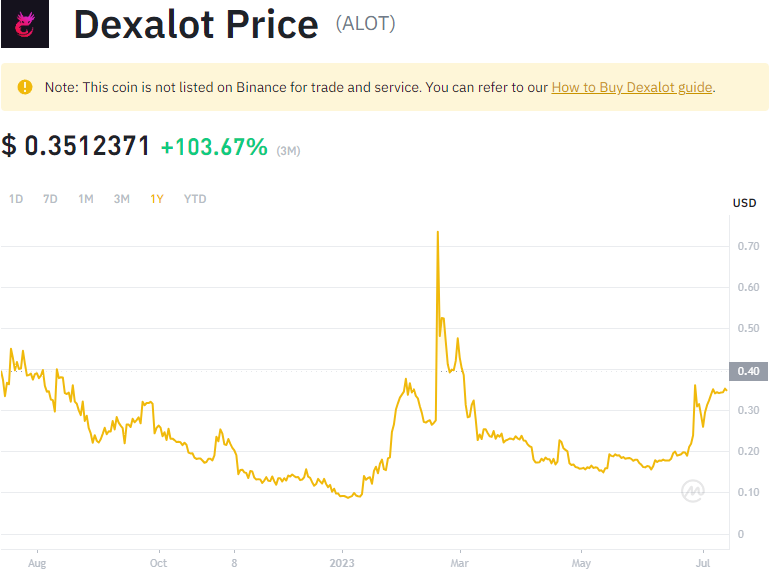 Dexalot Price (ALOT)
Note: This coin is not listed on Binance for trade and service. You can refer to our How to Buy Dexalot guide.
$ 0.3512371 +103.67% (3M)
1D 7D 1M 3M 1Y YTD
USD
0.70
0.60
0.50
0.40
0.30
0.20
0.10
0
Aug Oct 8 2023 Mar May Jul